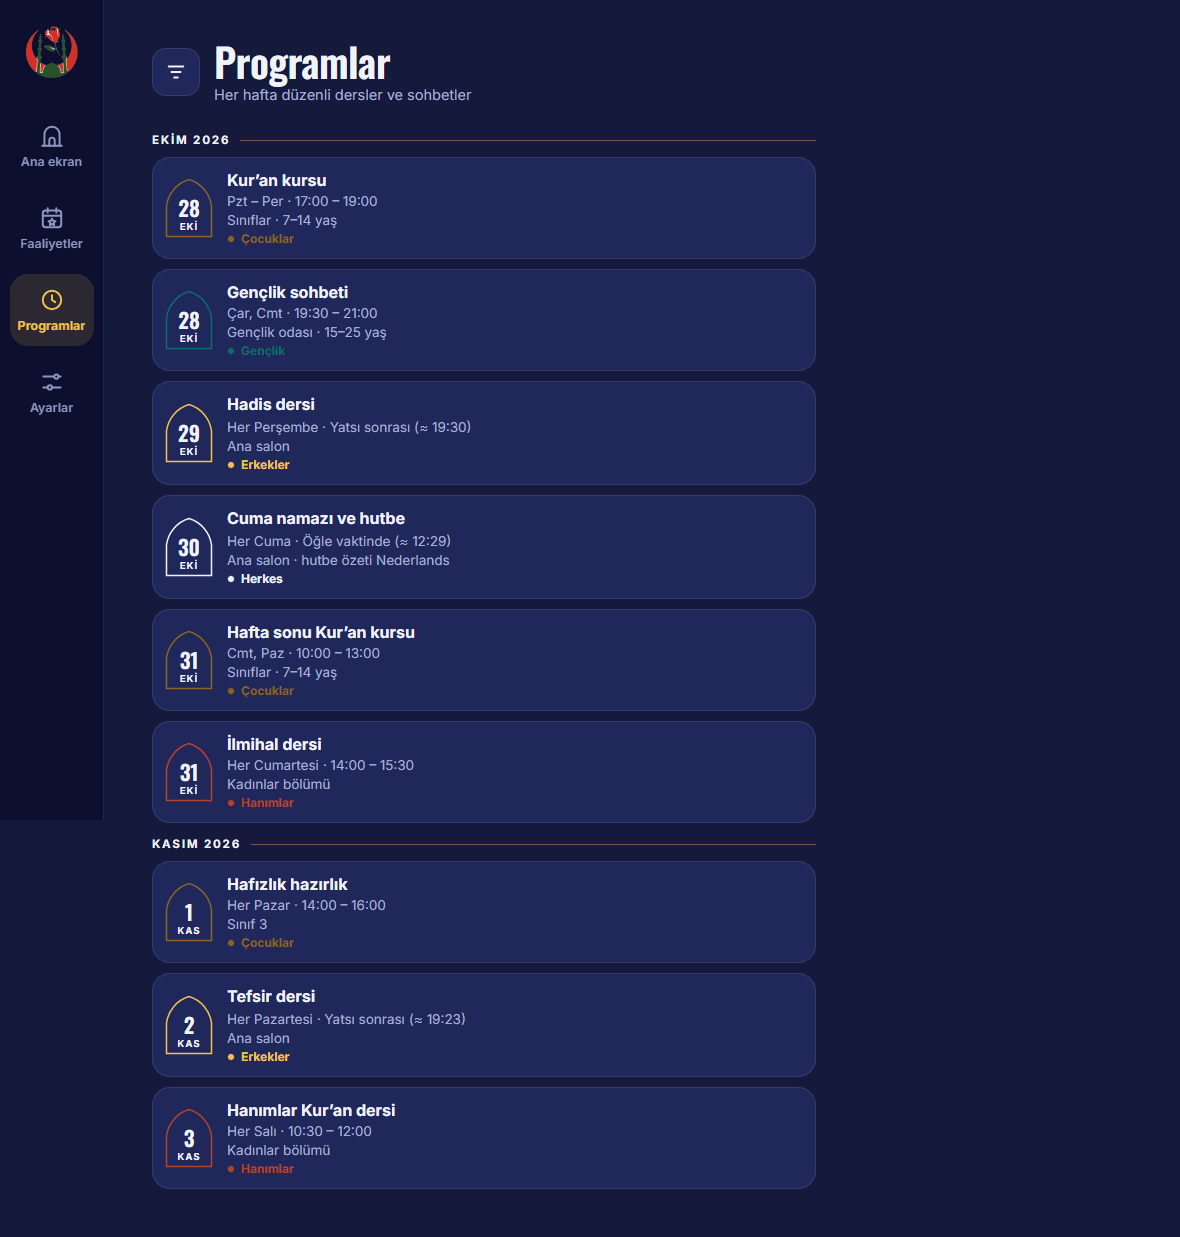 Ana ekran
Faaliyetler
Programlar
Ayarlar
Programlar
Her hafta düzenli dersler ve sohbetler
EKİM 2026
28
EKİ
Kur’an kursu
Pzt – Per · 17:00 – 19:00
Sınıflar · 7–14 yaş
Çocuklar
28
EKİ
Gençlik sohbeti
Çar, Cmt · 19:30 – 21:00
Gençlik odası · 15–25 yaş
Gençlik
29
EKİ
Hadis dersi
Her Perşembe · Yatsı sonrası (≈ 19:30)
Ana salon
Erkekler
30
EKİ
Cuma namazı ve hutbe
Her Cuma · Öğle vaktinde (≈ 12:29)
Ana salon · hutbe özeti Nederlands
Herkes
31
EKİ
Hafta sonu Kur’an kursu
Cmt, Paz · 10:00 – 13:00
Sınıflar · 7–14 yaş
Çocuklar
31
EKİ
İlmihal dersi
Her Cumartesi · 14:00 – 15:30
Kadınlar bölümü
Hanımlar
KASIM 2026
1
KAS
Hafızlık hazırlık
Her Pazar · 14:00 – 16:00
Sınıf 3
Çocuklar
2
KAS
Tefsir dersi
Her Pazartesi · Yatsı sonrası (≈ 19:23)
Ana salon
Erkekler
3
KAS
Hanımlar Kur’an dersi
Her Salı · 10:30 – 12:00
Kadınlar bölümü
Hanımlar